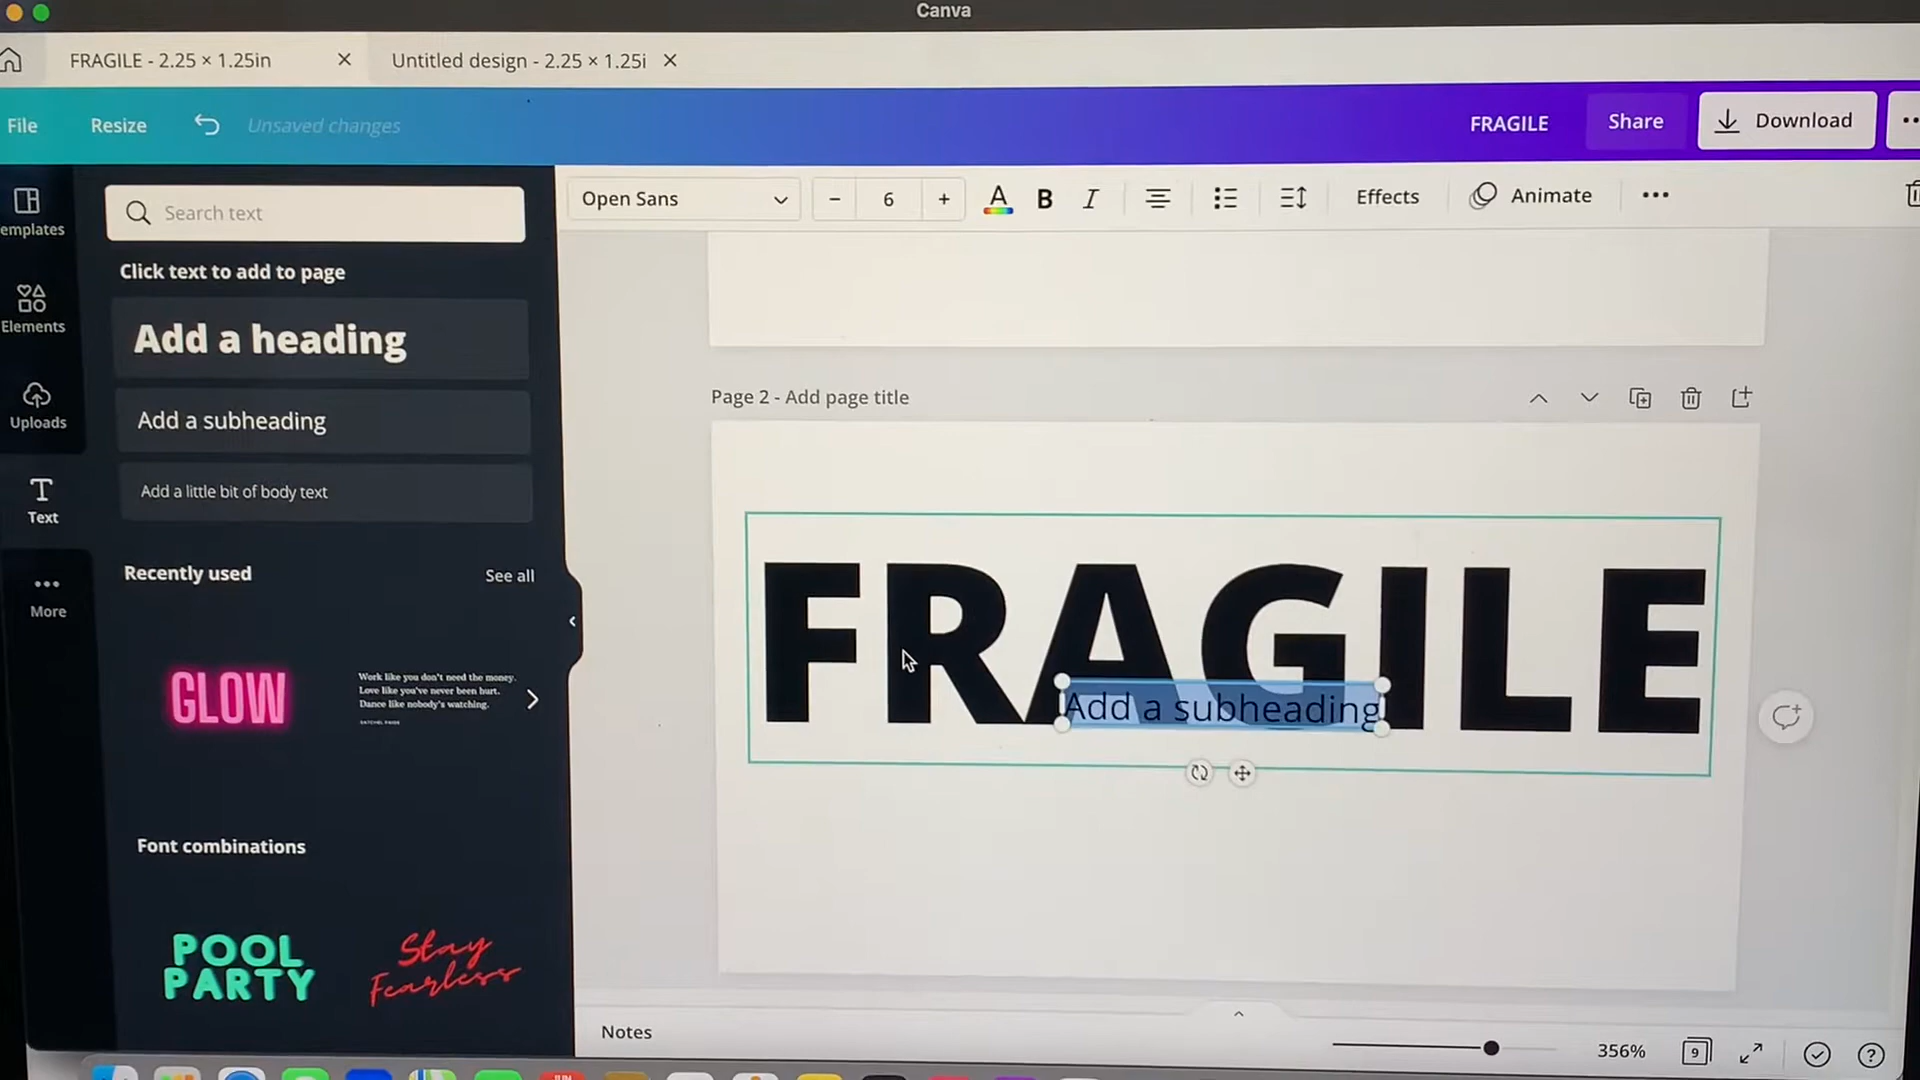 Canva
FRAGILE - 2.25 × 1.25in
Untitled design - 2.25 × 1.25i
File
Resize
Unsaved changes
FRAGILE
Share
Download
emplates
Elements
Uploads
Text
More
Search text
Click text to add to page
Add a heading
Add a subheading
Add a little bit of body text
Recently used
See all
GLOW
Work like you don't need the money.
Love like you've never been hurt.
Dance like nobody's watching.
SATCHEL PAIGE
Font combinations
POOL
PARTY
Stay
Fearless
Open Sans
6
A
B
I
Effects
Animate
Page 2 - Add page title
FRAGILE
Add a subheading
Notes
356%
9
JUN